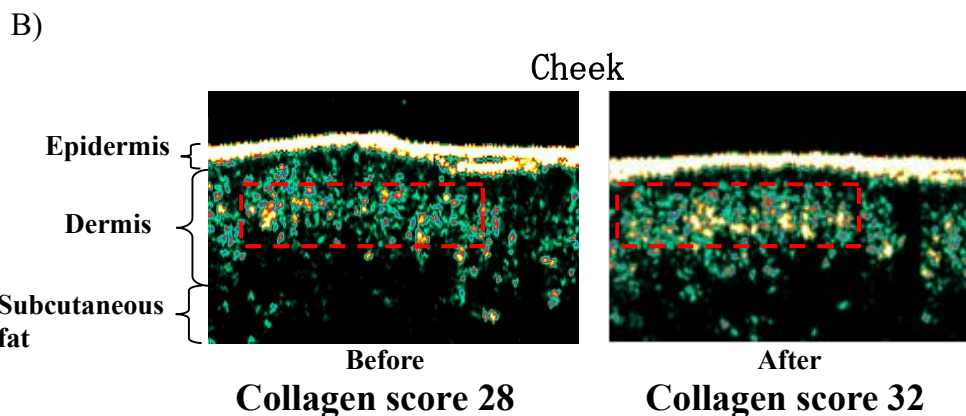 B)
Cheek
Epidermis
Dermis
Subcutaneous
fat
Before
After
Collagen score 28
Collagen score 32